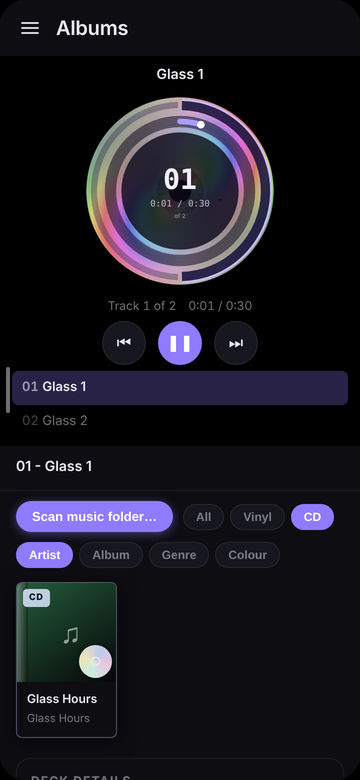 Albums
Glass 1
01
0:01 / 0:30
of 2
Track 1 of 2 0:01 / 0:30
01 Glass 1
02 Glass 2
01 - Glass 1
Scan music folder… All Vinyl CD
Artist Album Genre Colour
CD
Glass Hours
Glass Hours
DECK DETAILS